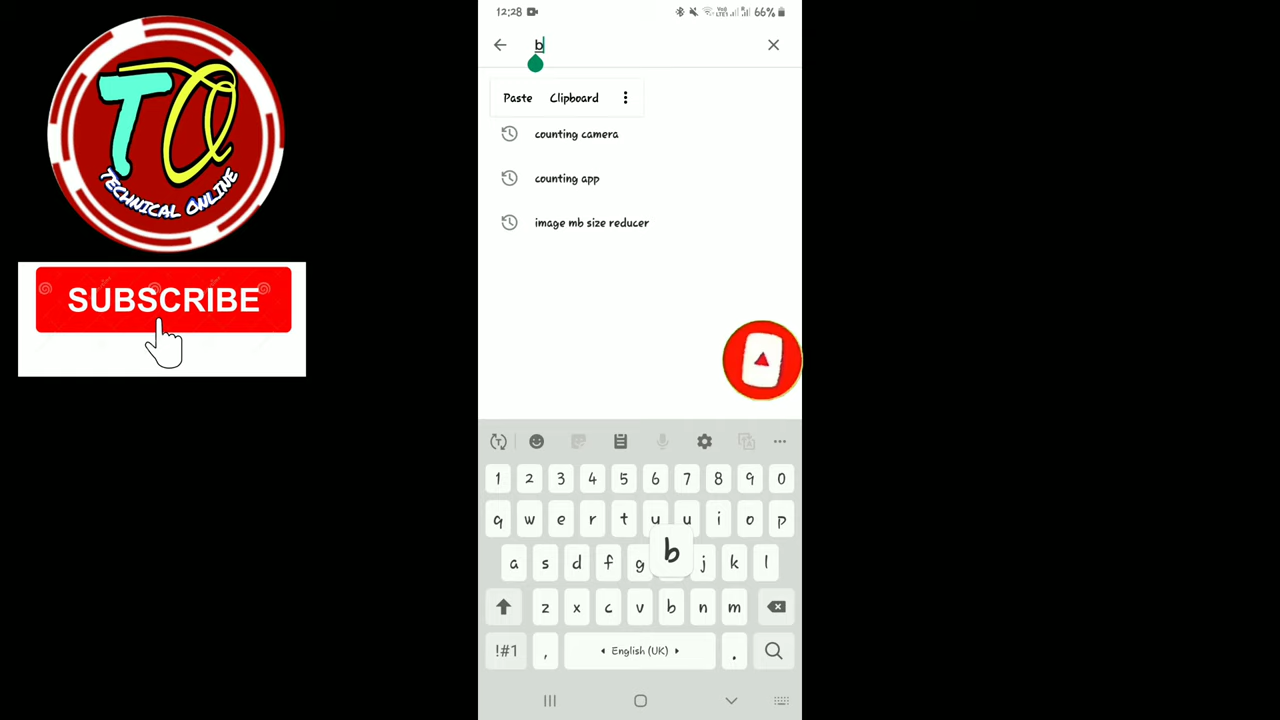 TO
TECHNICAL ONLINE
SUBSCRIBE
12:28
66%
b
Paste Clipboard
counting camera
counting app
image mb size reducer
1 2 3 4 5 6 7 8 9 0
q w e r t y u i o p
b
a s d f g j k l
z x c v b n m
!#1 , English (UK) .